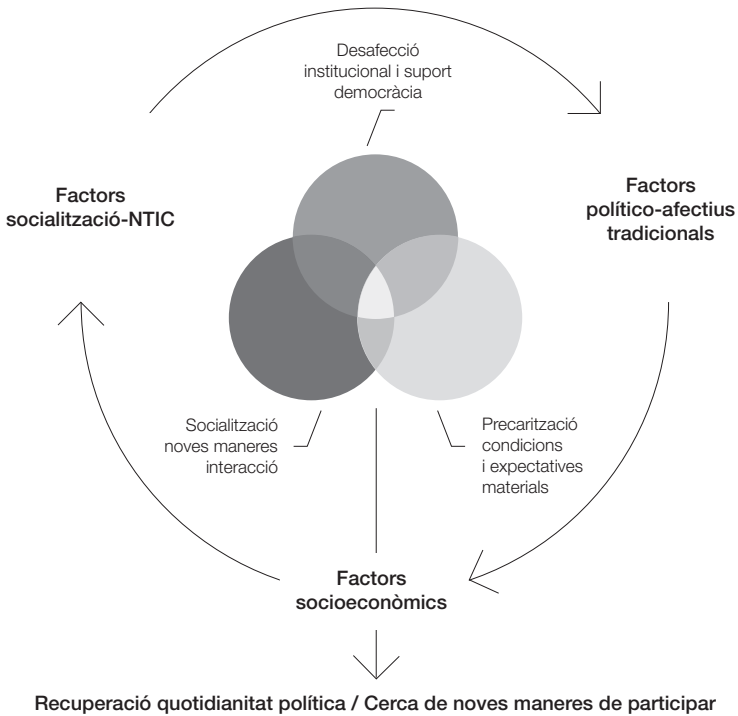 Desafecció
institucional i suport
democràcia
Factors
socialització-NTIC
Factors
político-afectius
tradicionals
Socialització
noves maneres
interacció
Precarització
condicions
i expectatives
materials
Factors
socioeconòmics
Recuperació quotidianitat política / Cerca de noves maneres de participar